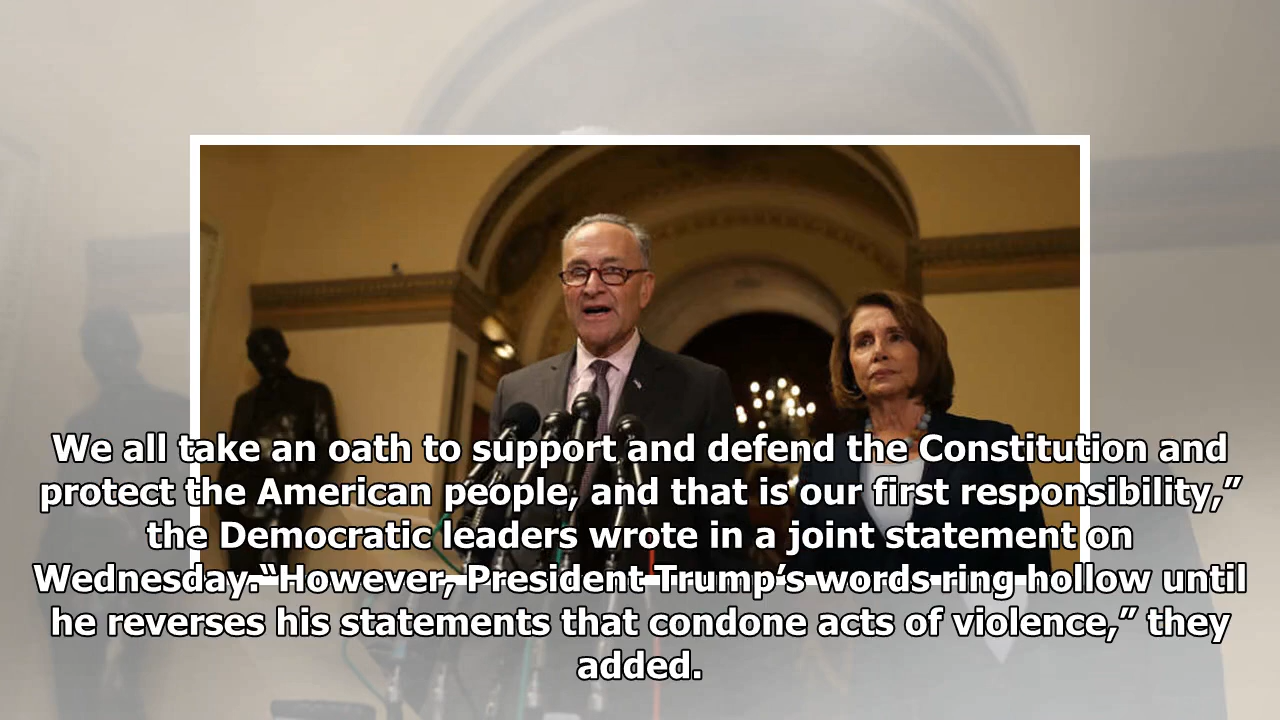 We all take an oath to support and defend the Constitution and
protect the American people, and that is our first responsibility,”
the Democratic leaders wrote in a joint statement on
Wednesday.“However, President Trump’s words ring hollow until
he reverses his statements that condone acts of violence,” they
added.